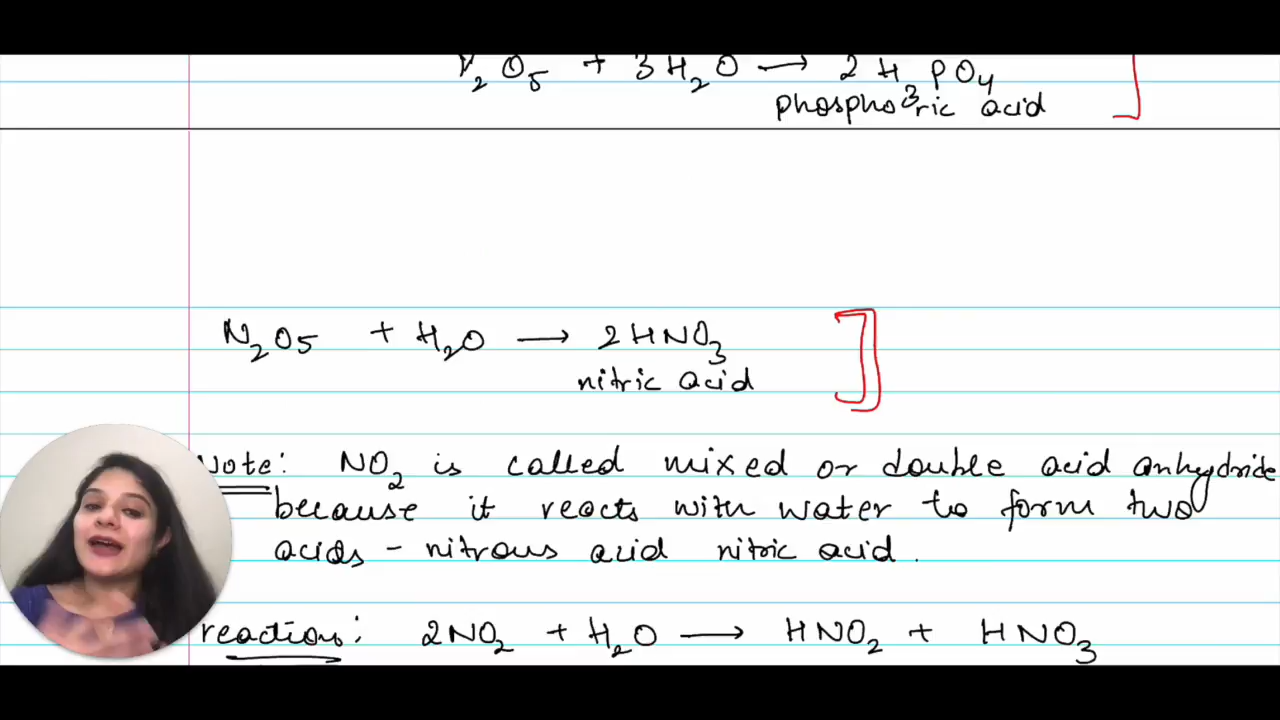 P₂O₅ + 3H₂O → 2H₃PO₄
phosphoric acid
N₂O₅ + H₂O → 2HNO₃
nitric acid
Note: NO₂ is called mixed or double acid anhydride
because it reacts with water to form two
acids - nitrous acid nitric acid.
reaction: 2NO₂ + H₂O → HNO₂ + HNO₃